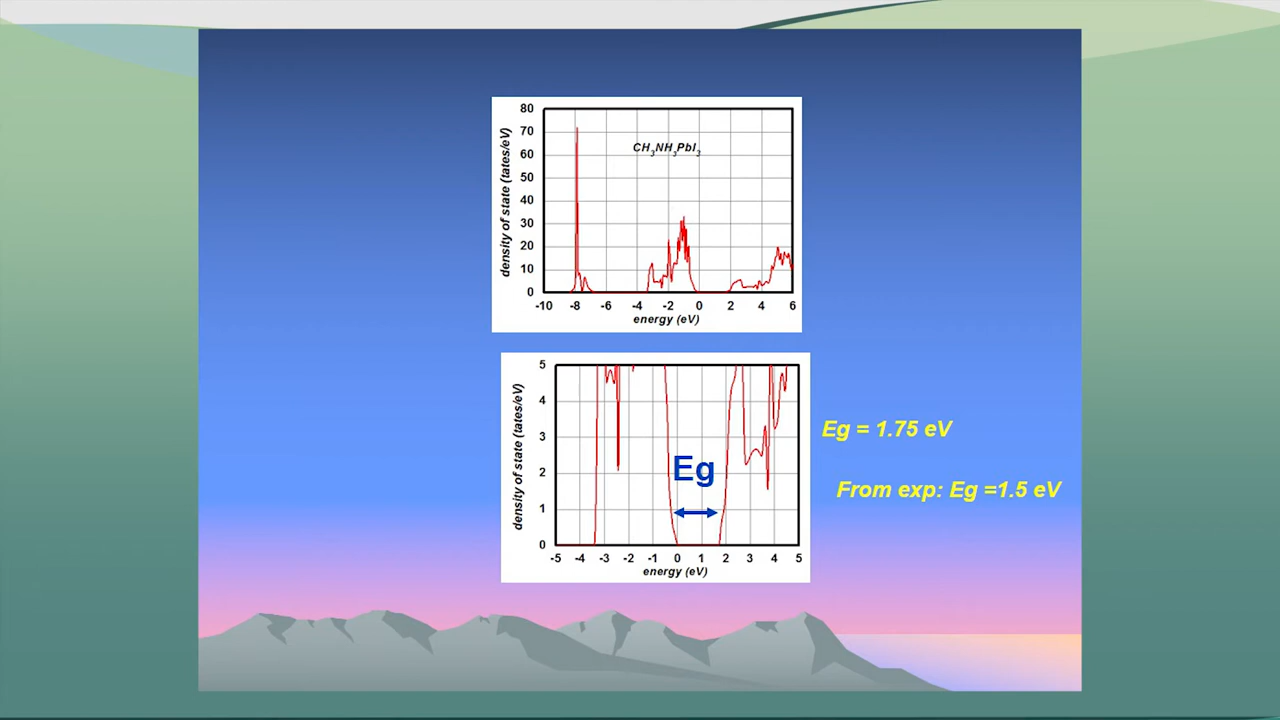 80
70
60
50
40
30
20
10
0
density of state (tates/eV)
CH3NH3PbI3
-10 -8 -6 -4 -2 0 2 4 6
energy (eV)
5
4
3
2
1
0
density of state (tates/eV)
Eg
-5 -4 -3 -2 -1 0 1 2 3 4 5
energy (eV)
Eg = 1.75 eV
From exp: Eg =1.5 eV